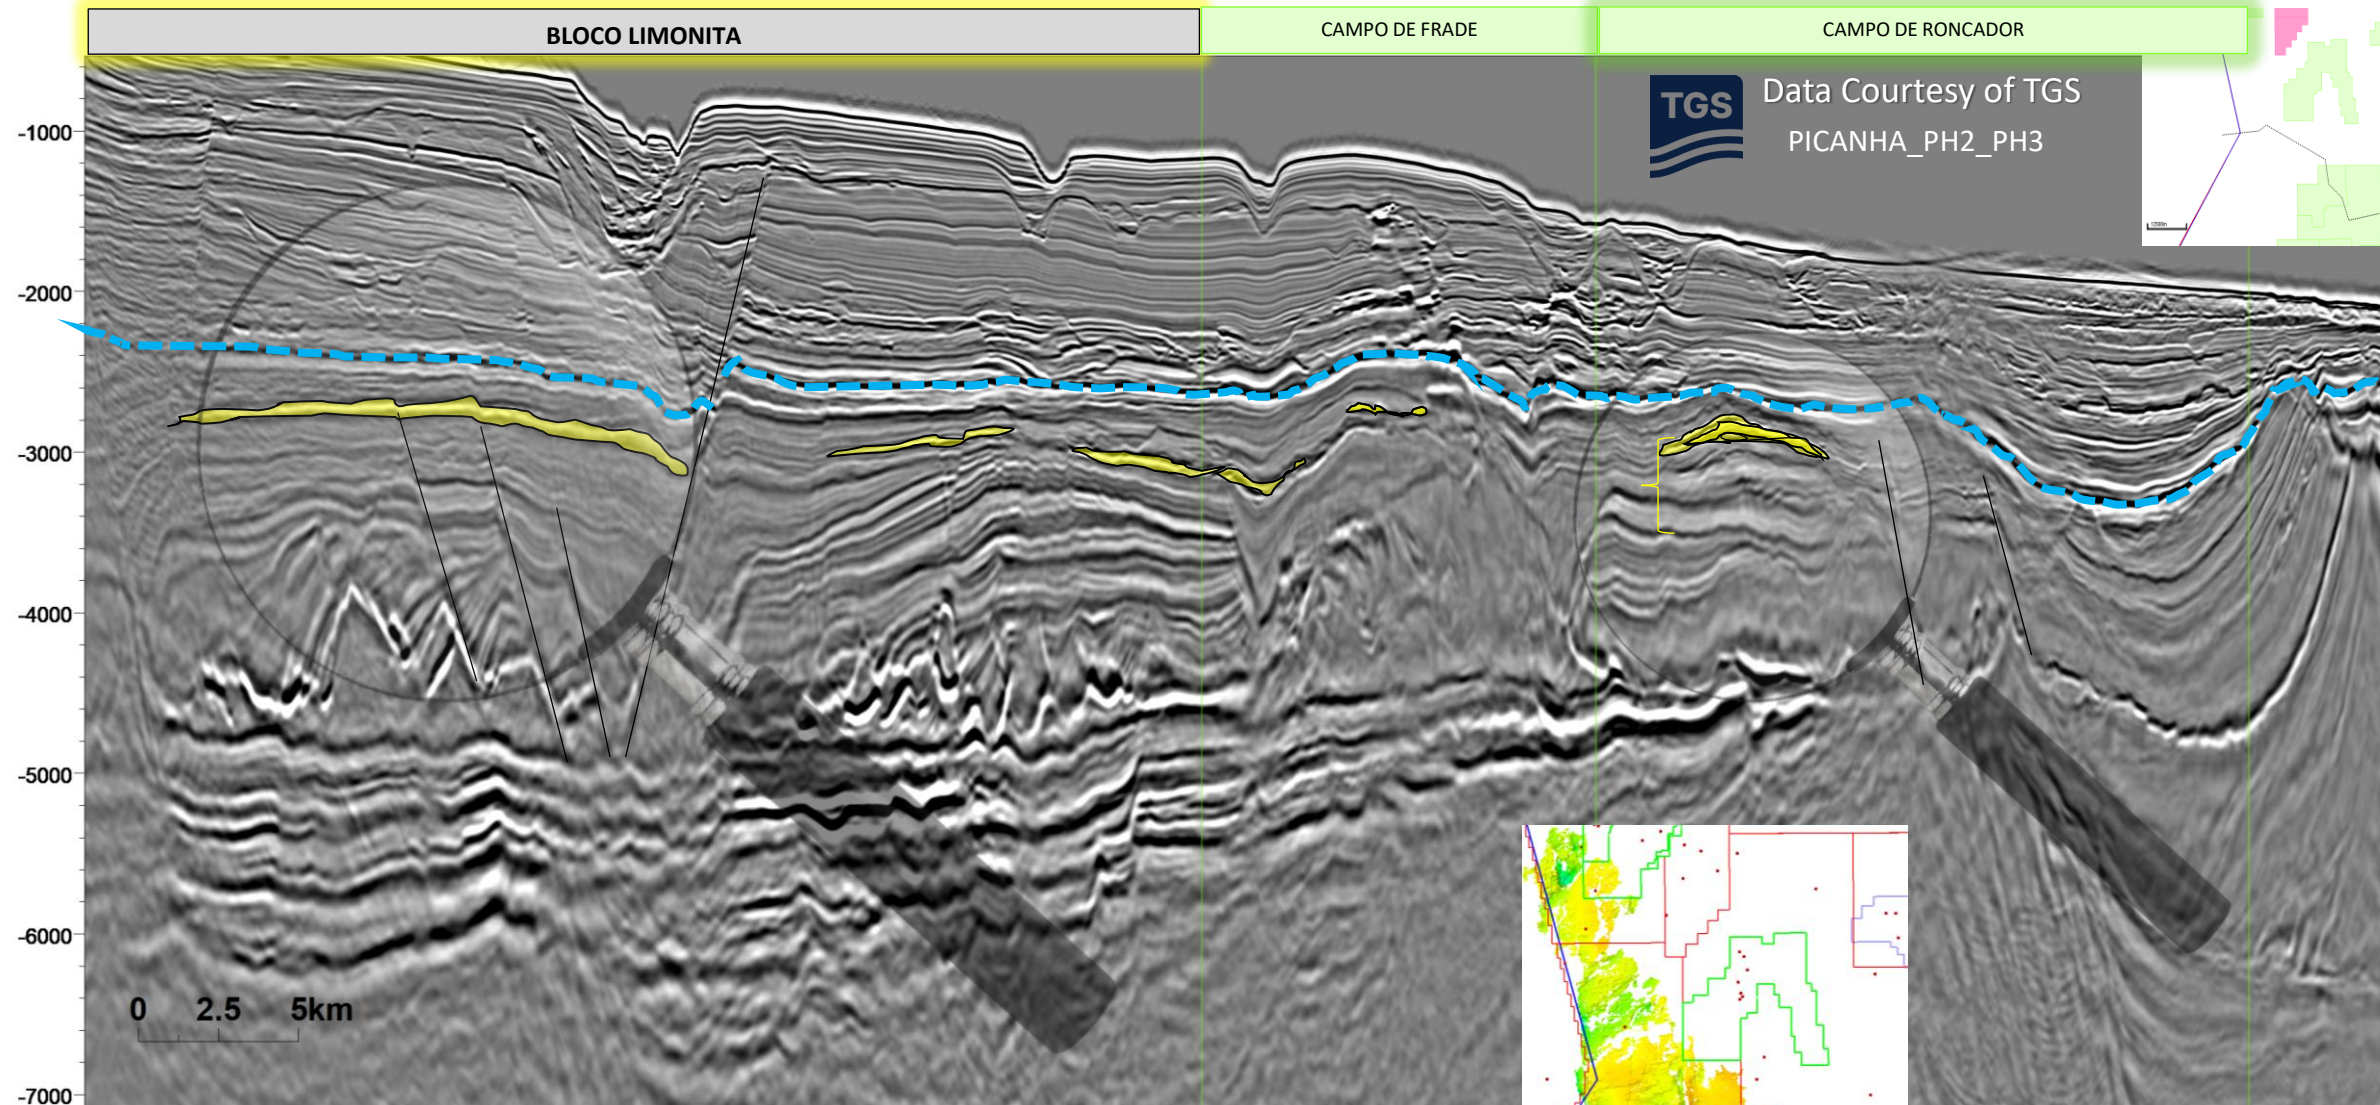 BLOCO LIMONITA
CAMPO DE FRADE
CAMPO DE RONCADOR
TGS
Data Courtesy of TGS
PICANHA_PH2_PH3
-1000
-2000
-3000
-4000
-5000
-6000
-7000
0 2.5 5km